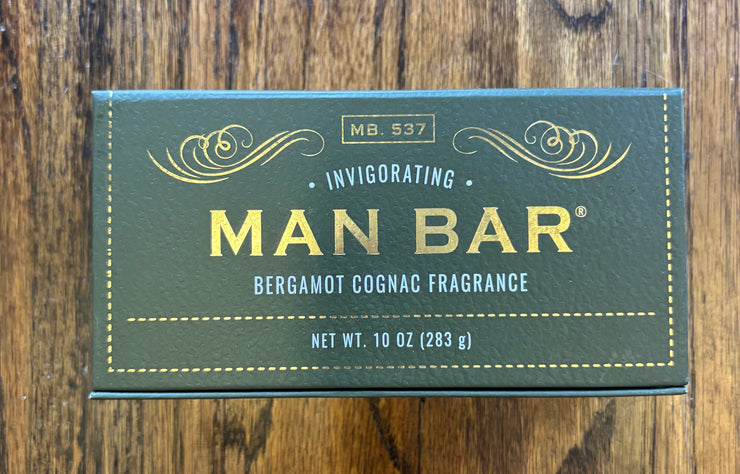 MB. 537
• INVIGORATING •
MAN BAR®
BERGAMOT COGNAC FRAGRANCE
NET WT. 10 OZ (283 g)